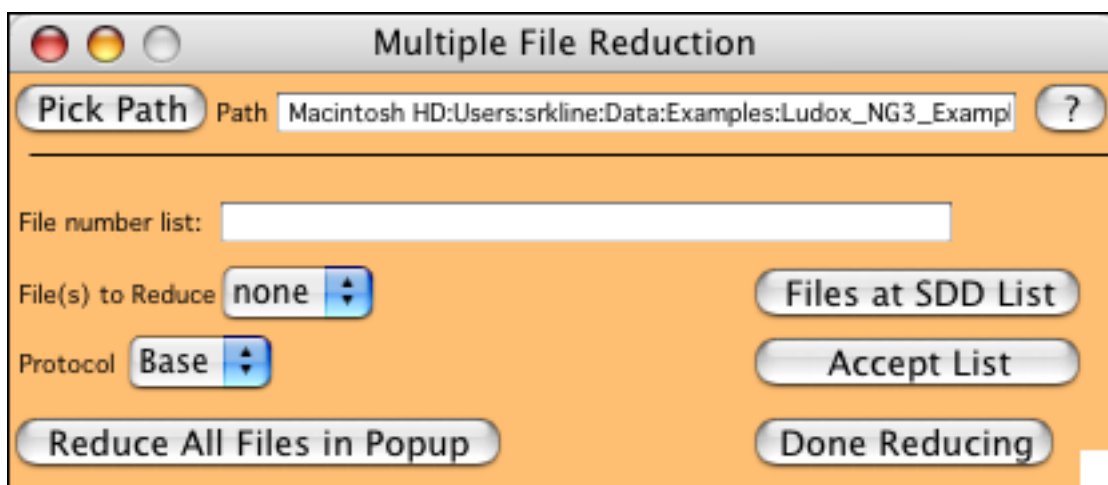 Multiple File Reduction
Pick Path Path Macintosh HD:Users:srkline:Data:Examples:Ludox_NG3_Exampl ?
File number list:
File(s) to Reduce none Files at SDD List
Protocol Base Accept List
Reduce All Files in Popup Done Reducing